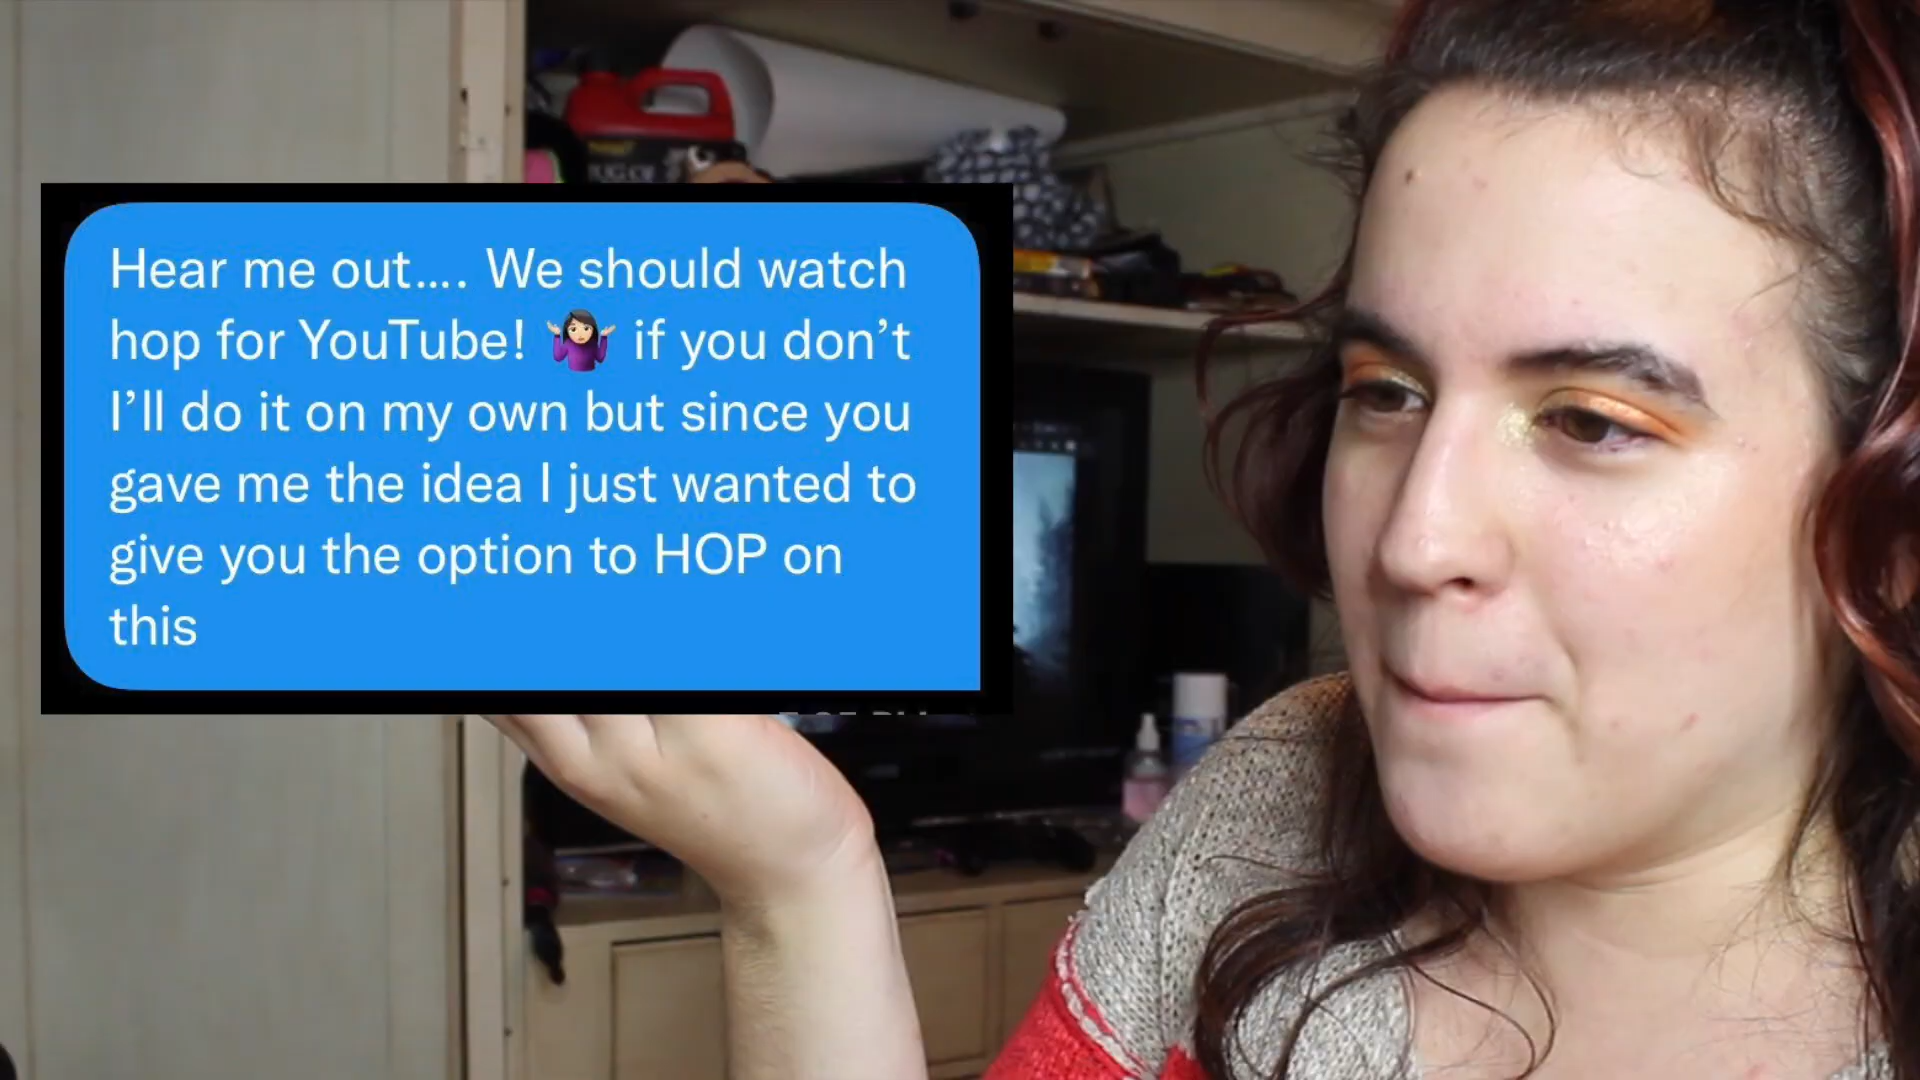 Hear me out.... We should watch
hop for YouTube! 🤷🏻‍♀️ if you don’t
I’ll do it on my own but since you
gave me the idea I just wanted to
give you the option to HOP on
this